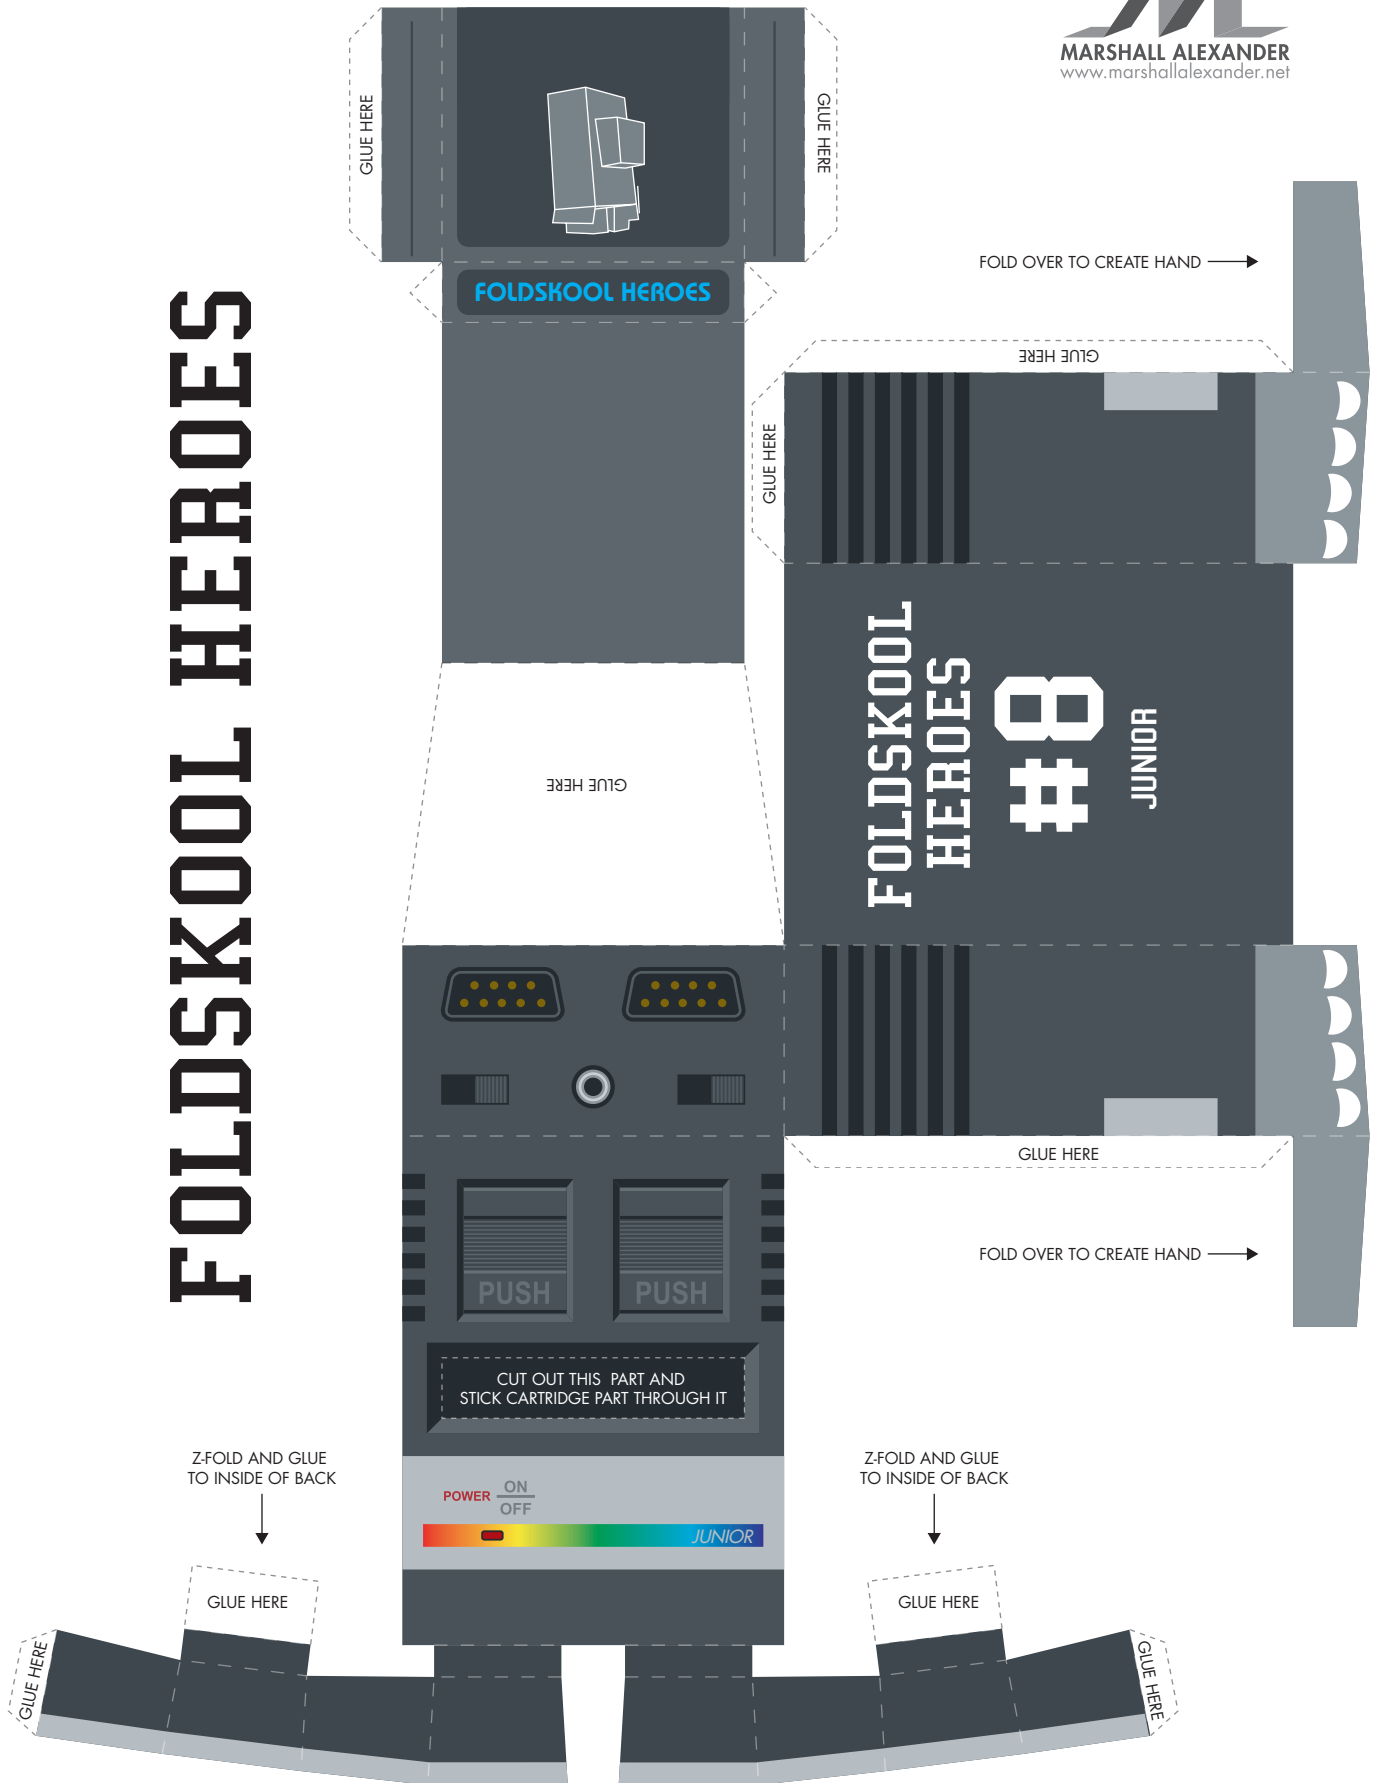 MARSHALL ALEXANDER
www.marshallalexander.net
GLUE HERE
GLUE HERE
FOLD OVER TO CREATE HAND
FOLDSKOOL HEROES
FOLDSKOOL HEROES
GLUE HERE
GLUE HERE
FOLDSKOOL
HEROES
#8
JUNIOR
GLUE HERE
GLUE HERE
FOLD OVER TO CREATE HAND
PUSH
PUSH
CUT OUT THIS PART AND
STICK CARTRIDGE PART THROUGH IT
Z-FOLD AND GLUE
TO INSIDE OF BACK
Z-FOLD AND GLUE
TO INSIDE OF BACK
POWER ON
OFF
JUNIOR
GLUE HERE
GLUE HERE
GLUE HERE
GLUE HERE